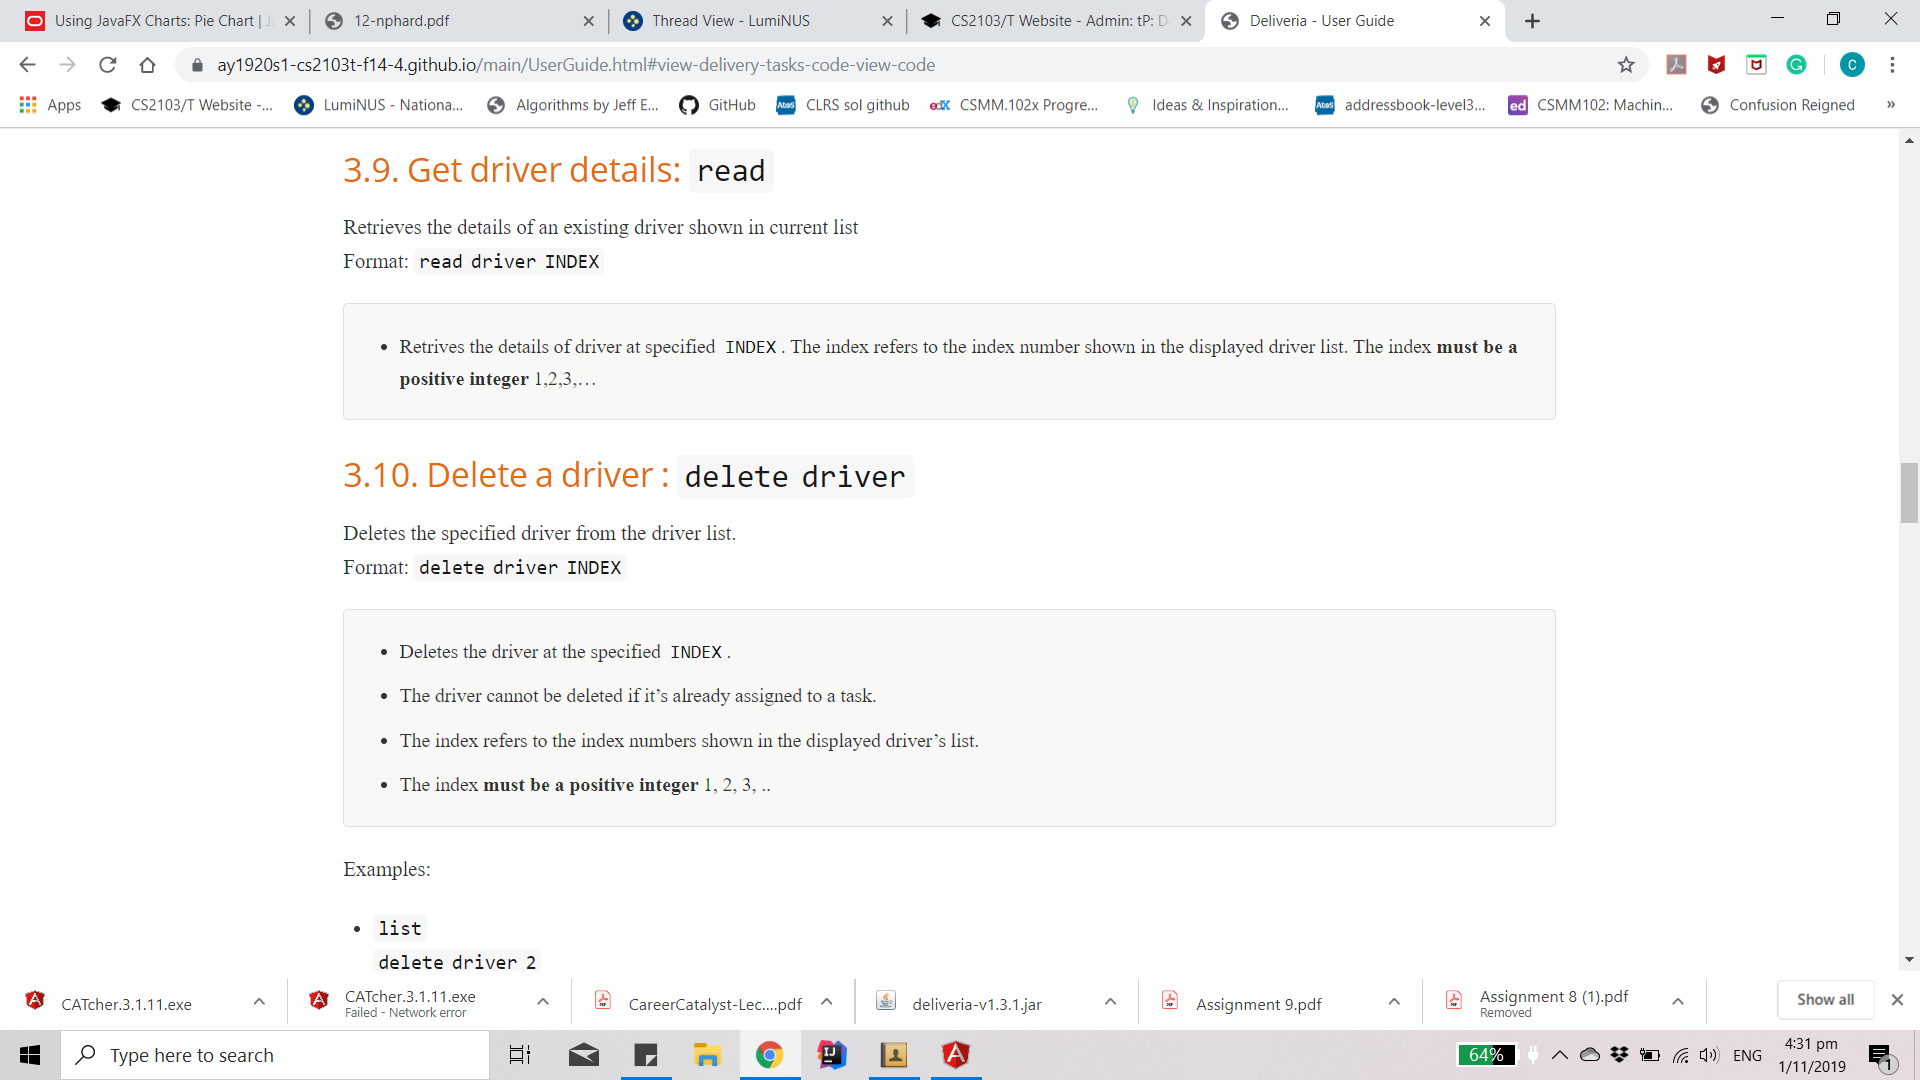 Using JavaFX Charts: Pie Chart | J
12-nphard.pdf
Thread View - LumiNUS
CS2103/T Website - Admin: tP: D
Deliveria - User Guide
ay1920s1-cs2103t-f14-4.github.io/main/UserGuide.html#view-delivery-tasks-code-view-code
C
Apps
CS2103/T Website -...
LumiNUS - Nationa...
Algorithms by Jeff E...
GitHub
CLRS sol github
edX
CSMM.102x Progre...
Ideas & Inspiration...
addressbook-level3...
ed
CSMM102: Machin...
Confusion Reigned
»
3.9. Get driver details: read
Retrieves the details of an existing driver shown in current list
Format: read driver INDEX
• Retrives the details of driver at specified INDEX. The index refers to the index number shown in the displayed driver list. The index must be a
positive integer 1,2,3,…
3.10. Delete a driver : delete driver
Deletes the specified driver from the driver list.
Format: delete driver INDEX
• Deletes the driver at the specified INDEX.
• The driver cannot be deleted if it’s already assigned to a task.
• The index refers to the index numbers shown in the displayed driver’s list.
• The index must be a positive integer 1, 2, 3, ..
Examples:
• list
delete driver 2
CATcher.3.1.11.exe
CATcher.3.1.11.exe
Failed - Network error
CareerCatalyst-Lec....pdf
deliveria-v1.3.1.jar
Assignment 9.pdf
Assignment 8 (1).pdf
Removed
Show all
Type here to search
64%
ENG
4:31 pm
1/11/2019
1